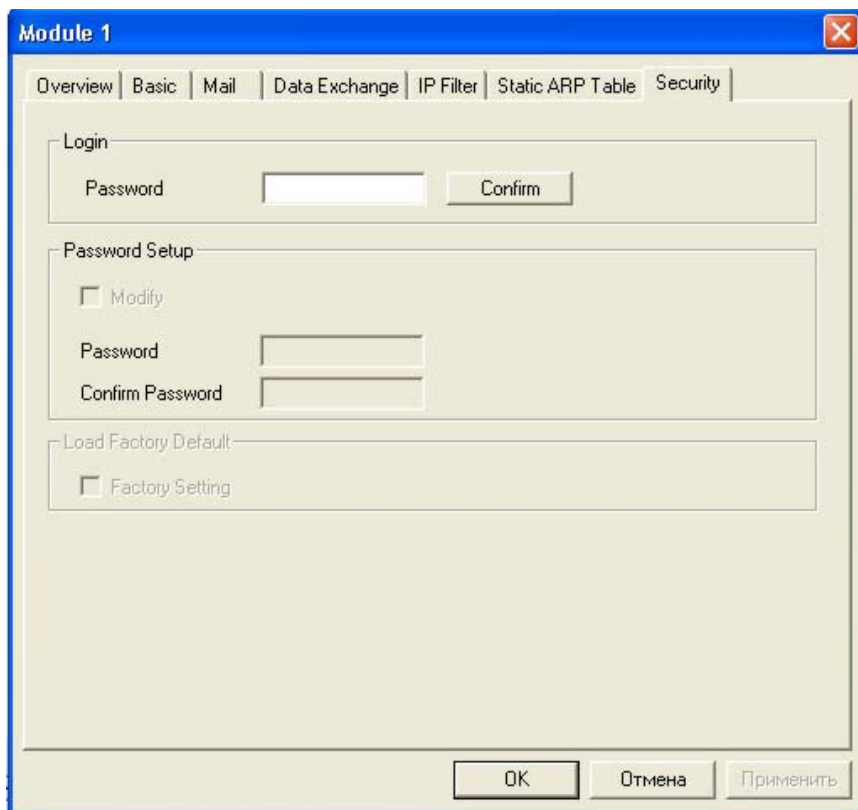 Module 1
Overview Basic Mail Data Exchange IP Filter Static ARP Table Security
Login
Password Confirm
Password Setup
Modify
Password
Confirm Password
Load Factory Default
Factory Setting
OK Отмена Применить